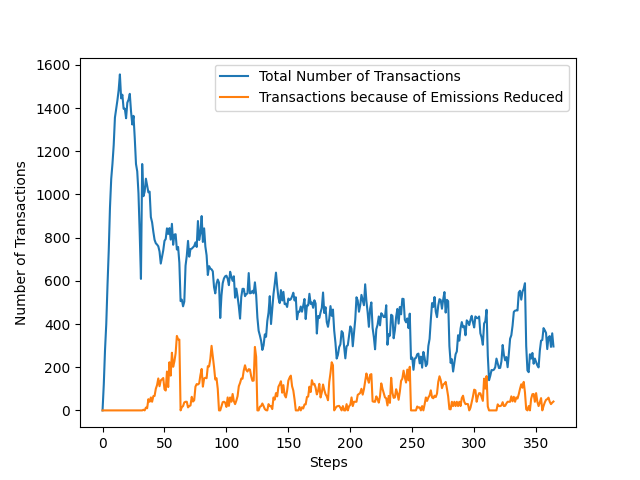 Total Number of Transactions
Transactions because of Emissions Reduced
Number of Transactions
1600
1400
1200
1000
800
600
400
200
0
0 50 100 150 200 250 300 350
Steps